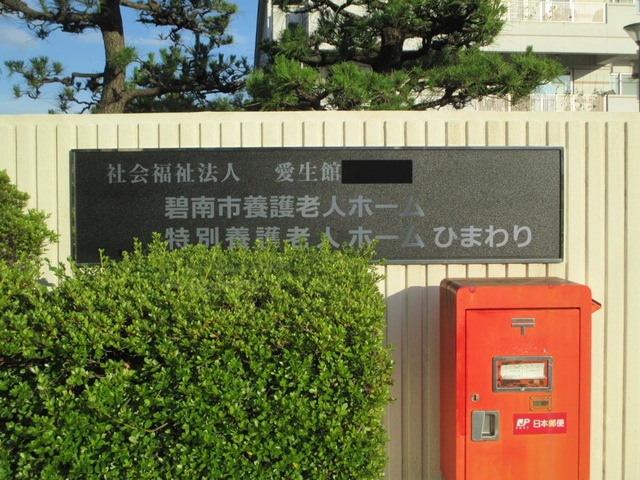 社会福祉法人　愛生館
碧南市養護老人ホーム
特別養護老人ホームひまわり
日本郵便